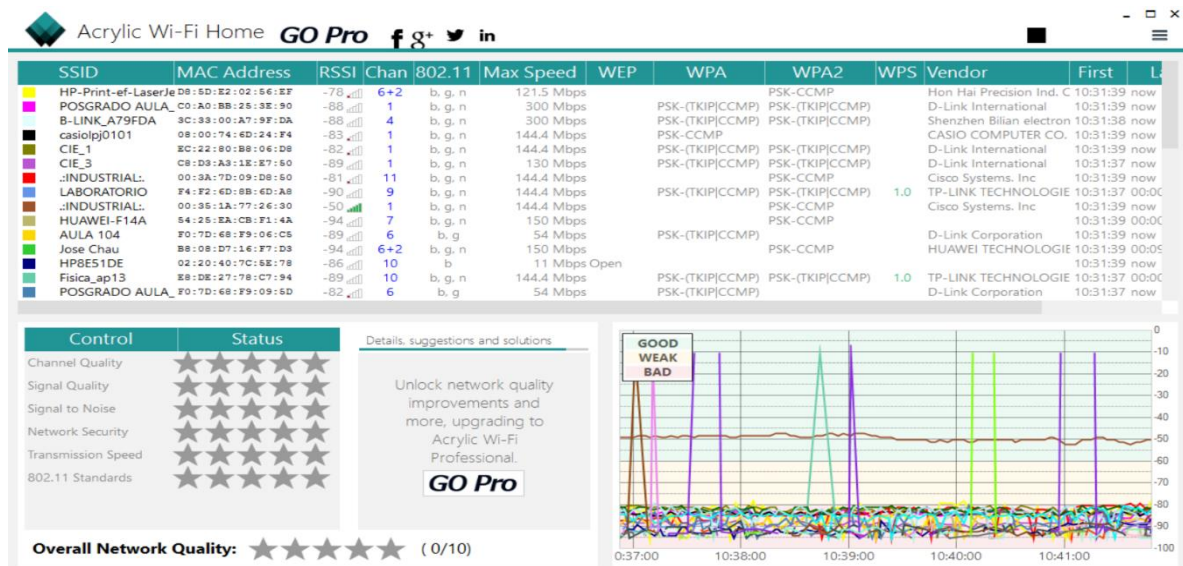 Acrylic Wi-Fi Home GO Pro f g+ in
SSID MAC Address RSSI Chan 802.11 Max Speed WEP WPA WPA2 WPS Vendor First La
HP-Print-ef-LaserJe D8:5D:E2:02:56:EF -78 6+2 b, g, n 121.5 Mbps PSK-CCMP Hon Hai Precision Ind. C 10:31:39 now
POSGRADO AULA_ C0:A0:BB:25:3E:90 -88 1 b, g, n 300 Mbps PSK-(TKIP|CCMP) PSK-(TKIP|CCMP) D-Link International 10:31:39 now
B-LINK_A79FDA 3C:33:00:A7:9F:DA -88 4 b, g, n 300 Mbps PSK-(TKIP|CCMP) PSK-(TKIP|CCMP) Shenzhen Bilian electron 10:31:38 now
casiolpj0101 08:00:74:6D:24:F4 -83 1 b, g, n 144.4 Mbps PSK-CCMP CASIO COMPUTER CO. 10:31:39 now
CIE_1 EC:22:80:B8:06:D8 -82 1 b, g, n 144.4 Mbps PSK-(TKIP|CCMP) PSK-(TKIP|CCMP) D-Link International 10:31:39 now
CIE_3 C8:D3:A3:1E:E7:50 -89 1 b, g, n 130 Mbps PSK-(TKIP|CCMP) PSK-(TKIP|CCMP) D-Link International 10:31:37 now
.:INDUSTRIAL:. 00:3A:7D:09:D8:50 -81 11 b, g, n 144.4 Mbps PSK-CCMP Cisco Systems. Inc 10:31:39 now
LABORATORIO F4:F2:6D:8B:6D:A8 -90 9 b, g, n 144.4 Mbps PSK-(TKIP|CCMP) PSK-(TKIP|CCMP) 1.0 TP-LINK TECHNOLOGIE 10:31:37 00:00
.:INDUSTRIAL:. 00:35:1A:77:26:30 -50 1 b, g, n 144.4 Mbps PSK-CCMP Cisco Systems. Inc 10:31:39 now
HUAWEI-F14A 54:25:EA:CB:F1:4A -94 7 b, g, n 150 Mbps PSK-CCMP 10:31:39 00:00
AULA 104 F0:7D:68:F9:06:C5 -89 6 b, g 54 Mbps PSK-(TKIP|CCMP) D-Link Corporation 10:31:39 now
Jose Chau B8:08:D7:16:F7:D3 -94 6+2 b, g, n 150 Mbps PSK-CCMP HUAWEI TECHNOLOGIE 10:31:39 00:09
HP8E51DE 02:20:40:7C:5E:78 -86 10 b 11 Mbps Open 10:31:39 now
Fisica_ap13 E8:DE:27:78:C7:94 -89 10 b, g, n 144.4 Mbps PSK-(TKIP|CCMP) PSK-(TKIP|CCMP) 1.0 TP-LINK TECHNOLOGIE 10:31:37 00:00
POSGRADO AULA_ F0:7D:68:F9:09:5D -82 6 b, g 54 Mbps PSK-(TKIP|CCMP) D-Link Corporation 10:31:37 now
Control Status
Channel Quality
Signal Quality
Signal to Noise
Network Security
Transmission Speed
802.11 Standards
Overall Network Quality: ( 0/10)
Details, suggestions and solutions
Unlock network quality
improvements and
more, upgrading to
Acrylic Wi-Fi
Professional.
GO Pro
GOOD
WEAK
BAD
0
-10
-20
-30
-40
-50
-60
-70
-80
-90
-100
0:37:00 10:38:00 10:39:00 10:40:00 10:41:00